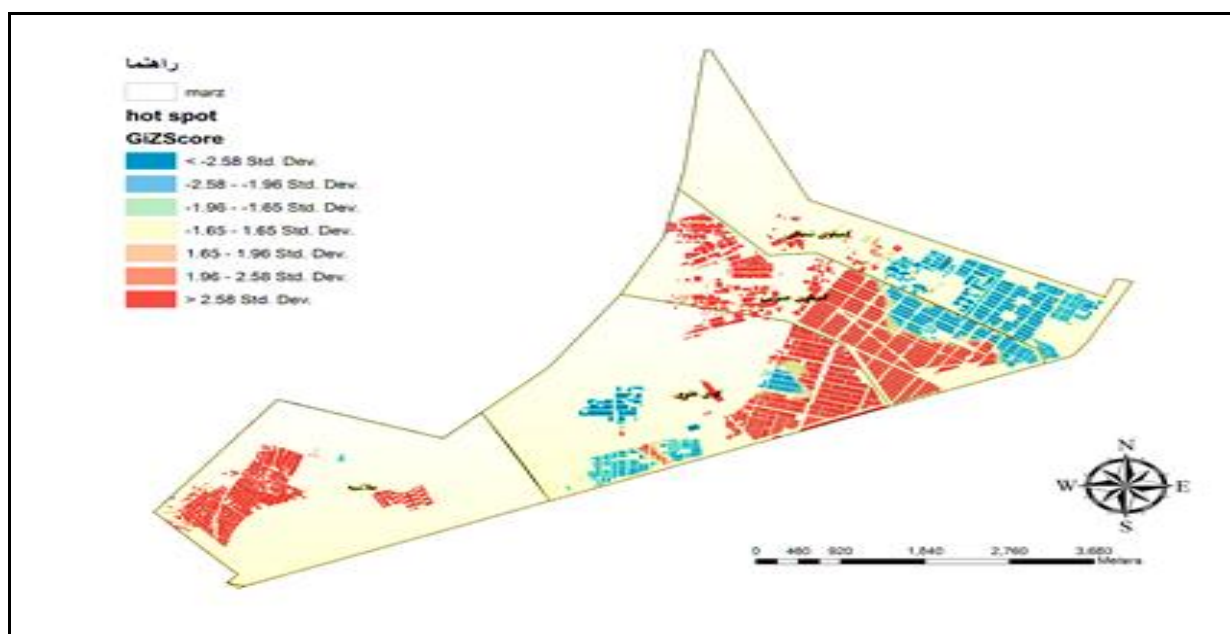 راهنما
marz
hot spot
GiZScore
< -2.58 Std. Dev.
-2.58 - -1.96 Std. Dev.
-1.96 - -1.65 Std. Dev.
-1.65 - 1.65 Std. Dev.
1.65 - 1.96 Std. Dev.
1.96 - 2.58 Std. Dev.
> 2.58 Std. Dev.
N
W
E
S
0 460 920 1,840 2,760 3,680
Meters